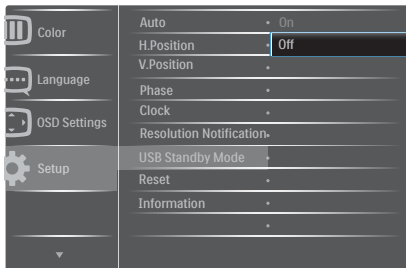 Color
Language
OSD Settings
Setup
Auto
H.Position
V.Position
Phase
Clock
Resolution Notification
USB Standby Mode
Reset
Information
On
Off